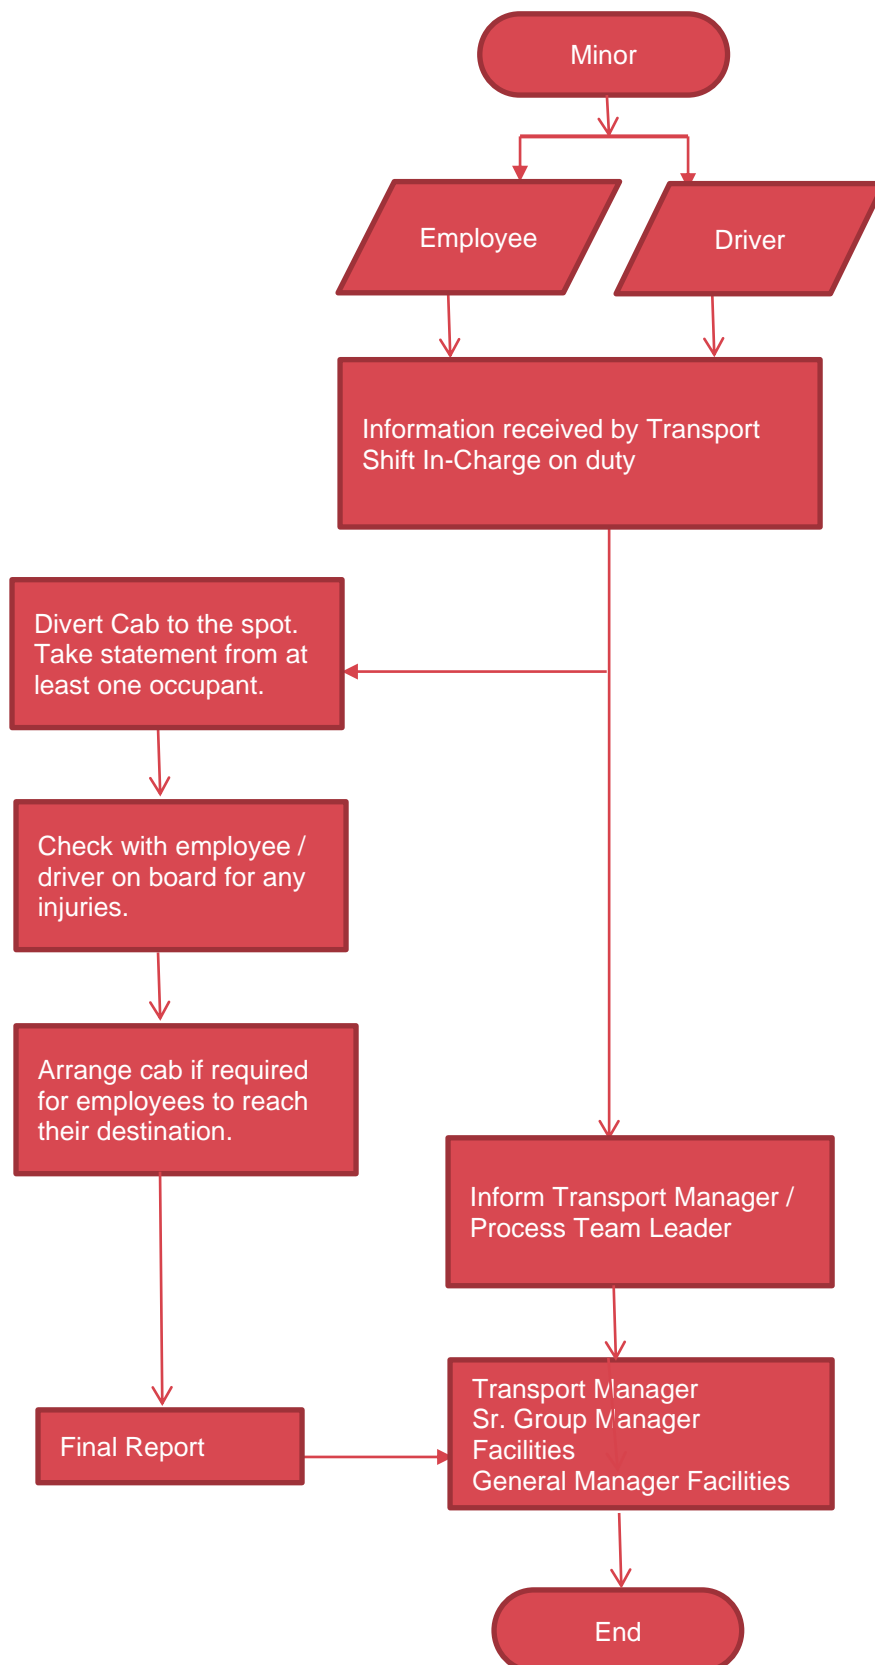 Minor
Employee
Driver
Information received by Transport
Shift In-Charge on duty
Divert Cab to the spot.
Take statement from at
least one occupant.
Check with employee /
driver on board for any
injuries.
Arrange cab if required
for employees to reach
their destination.
Inform Transport Manager /
Process Team Leader
Final Report
Transport Manager
Sr. Group Manager
Facilities
General Manager Facilities
End